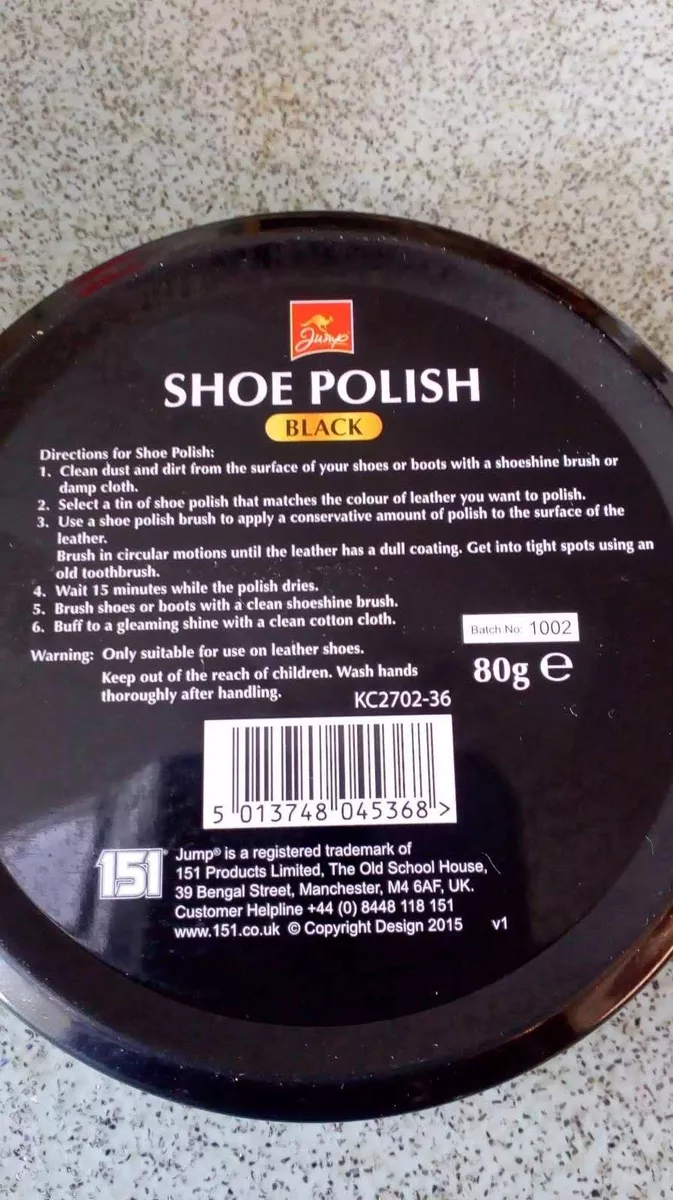 Jump
SHOE POLISH
BLACK
Directions for Shoe Polish:
1. Clean dust and dirt from the surface of your shoes or boots with a shoeshine brush or
damp cloth.
2. Select a tin of shoe polish that matches the colour of leather you want to polish.
3. Use a shoe polish brush to apply a conservative amount of polish to the surface of the
leather.
Brush in circular motions until the leather has a dull coating. Get into tight spots using an
old toothbrush.
4. Wait 15 minutes while the polish dries.
5. Brush shoes or boots with a clean shoeshine brush.
6. Buff to a gleaming shine with a clean cotton cloth.
Batch No: 1002
Warning: Only suitable for use on leather shoes.
Keep out of the reach of children. Wash hands
thoroughly after handling.
80g e
KC2702-36
5 013748 045368 >
151
Jump® is a registered trademark of
151 Products Limited, The Old School House,
39 Bengal Street, Manchester, M4 6AF, UK.
Customer Helpline +44 (0) 8448 118 151
www.151.co.uk © Copyright Design 2015 v1